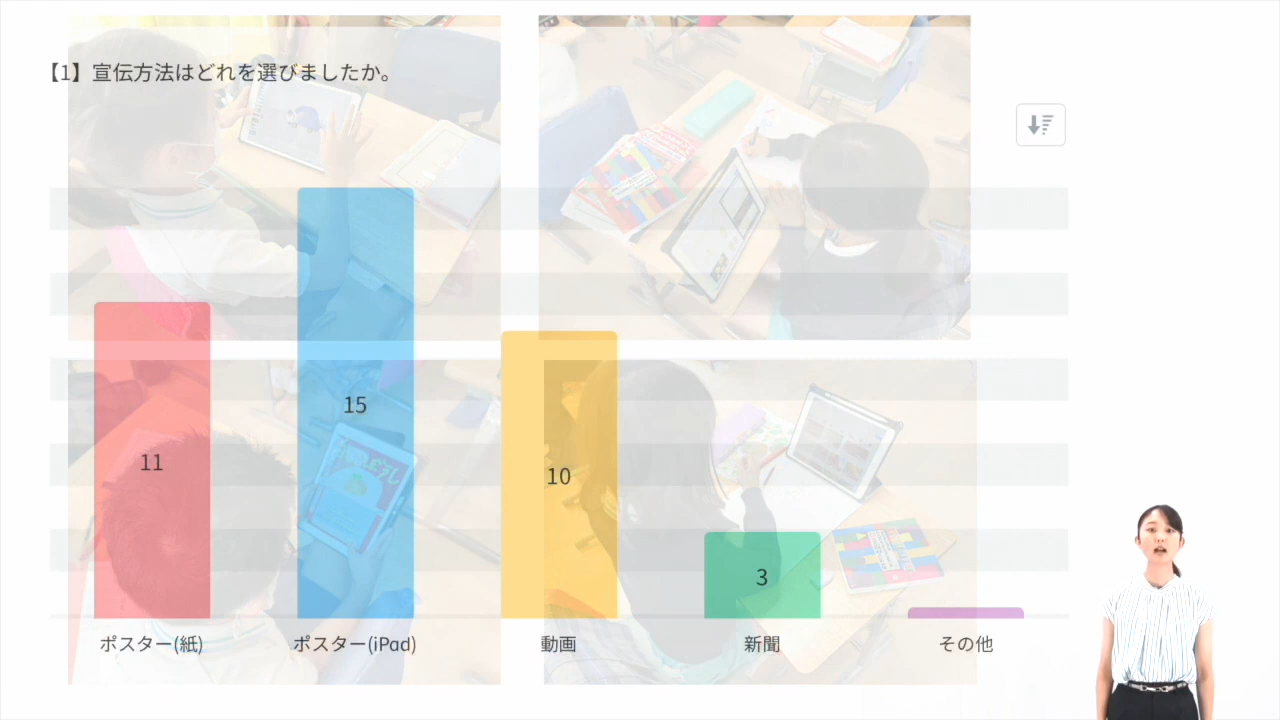 【1】宣伝方法はどれを選びましたか。
11
15
10
3
ポスター(紙)
ポスター(iPad)
動画
新聞
その他